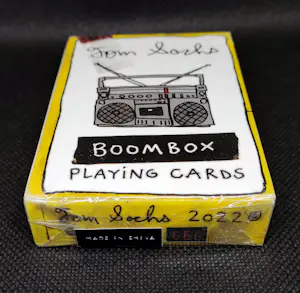 Tom Sachs
BOOMBOX
PLAYING CARDS
Tom Sachs 2022
MADE IN CHINA